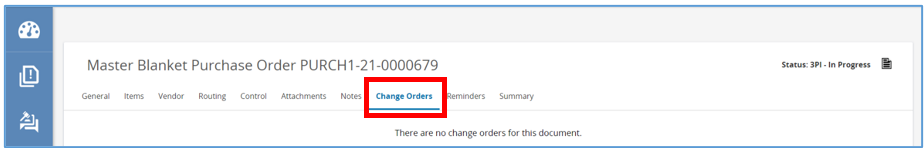 Master Blanket Purchase Order PURCH1-21-0000679
Status: 3PI - In Progress
General Items Vendor Routing Control Attachments Notes Change Orders Reminders Summary
There are no change orders for this document.